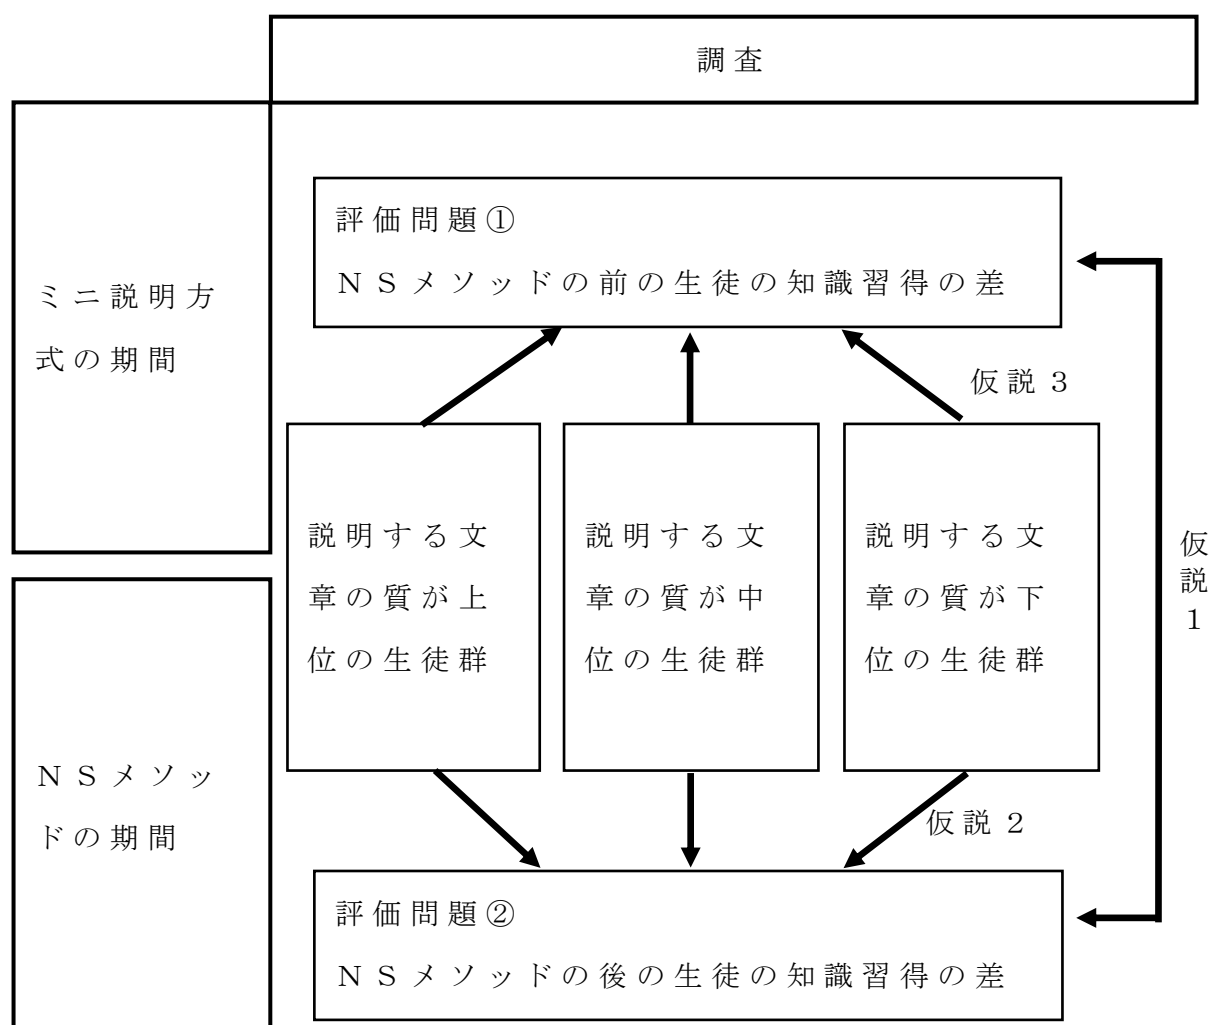 調査
ミニ説明方
式の期間
評価問題①
ＮＳメソッドの前の生徒の知識習得の差
仮説３
説明する文
章の質が上
位の生徒群
説明する文
章の質が中
位の生徒群
説明する文
章の質が下
位の生徒群
仮説１
ＮＳメソッ
ドの期間
仮説２
評価問題②
ＮＳメソッドの後の生徒の知識習得の差